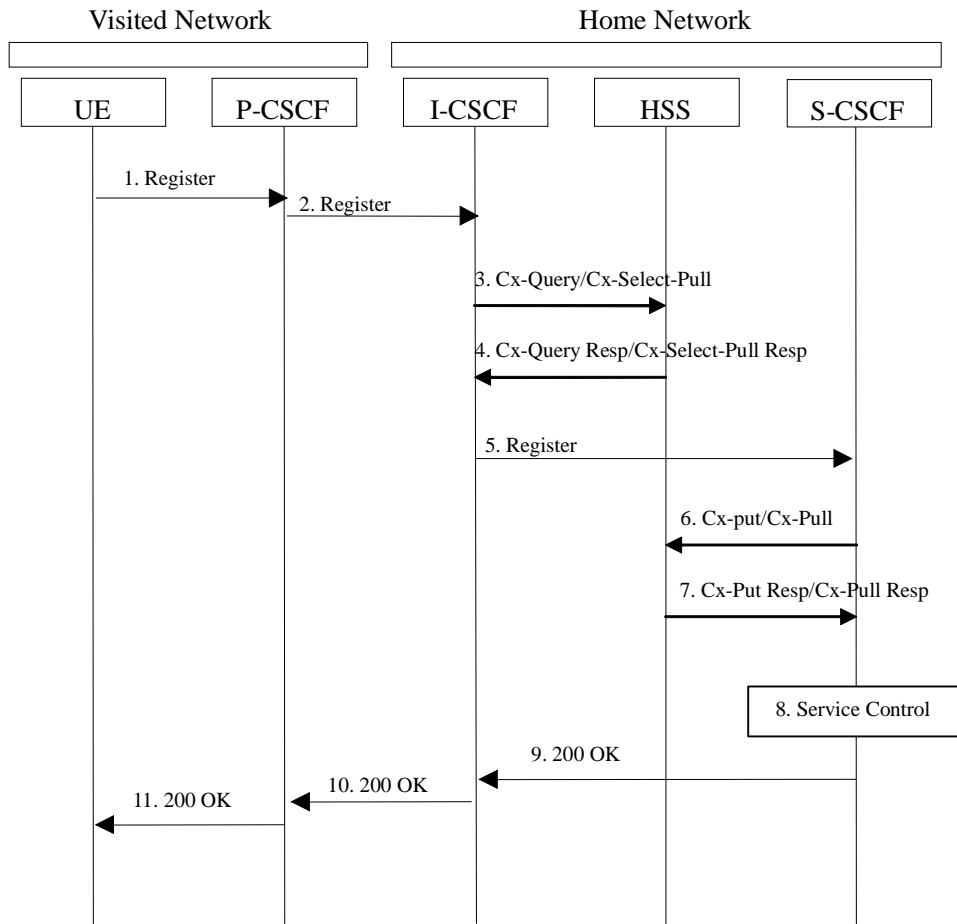 Visited Network
Home Network
UE
P-CSCF
I-CSCF
HSS
S-CSCF
1. Register
2. Register
3. Cx-Query/Cx-Select-Pull
4. Cx-Query Resp/Cx-Select-Pull Resp
5. Register
6. Cx-put/Cx-Pull
7. Cx-Put Resp/Cx-Pull Resp
8. Service Control
9. 200 OK
10. 200 OK
11. 200 OK